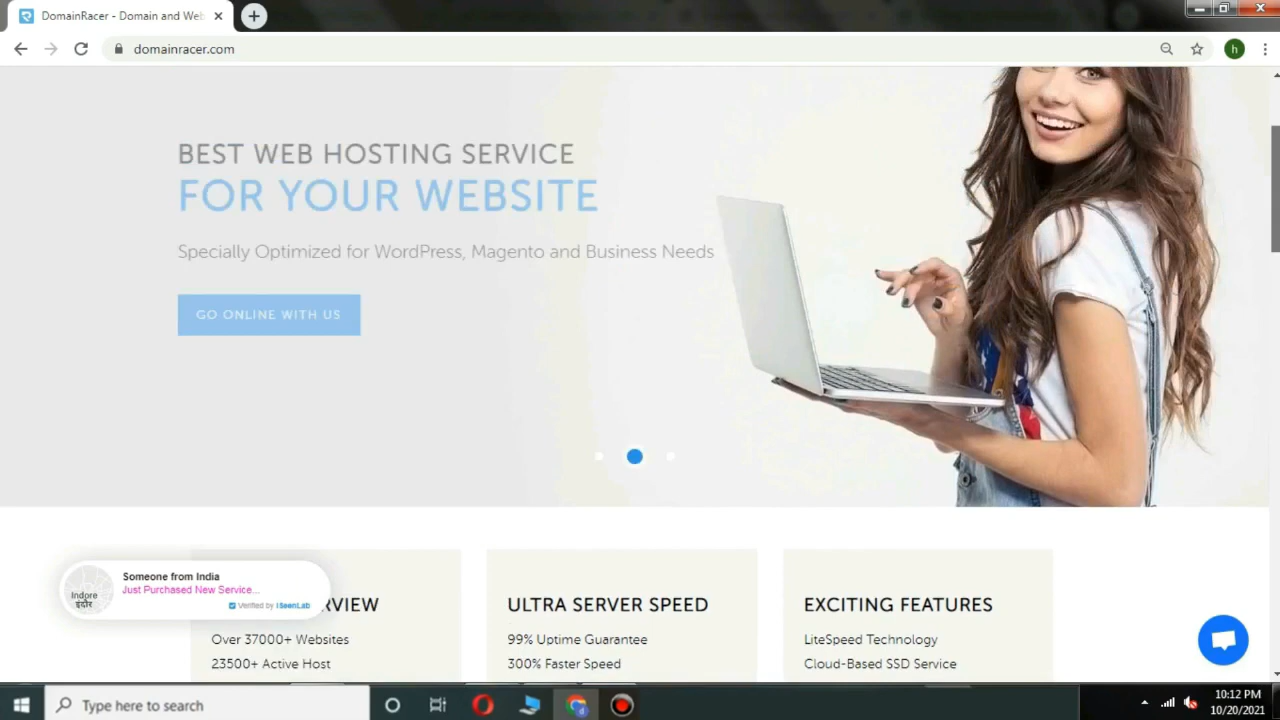 DomainRacer - Domain and Web
domainracer.com
h
BEST WEB HOSTING SERVICE
FOR YOUR WEBSITE
Specially Optimized for WordPress, Magento and Business Needs
GO ONLINE WITH US
Indore
इंदौर
Someone from India
Just Purchased New Service...
Verified by iSeenLab
RVIEW
Over 37000+ Websites
23500+ Active Host
ULTRA SERVER SPEED
99% Uptime Guarantee
300% Faster Speed
EXCITING FEATURES
LiteSpeed Technology
Cloud-Based SSD Service
Type here to search
10:12 PM
10/20/2021